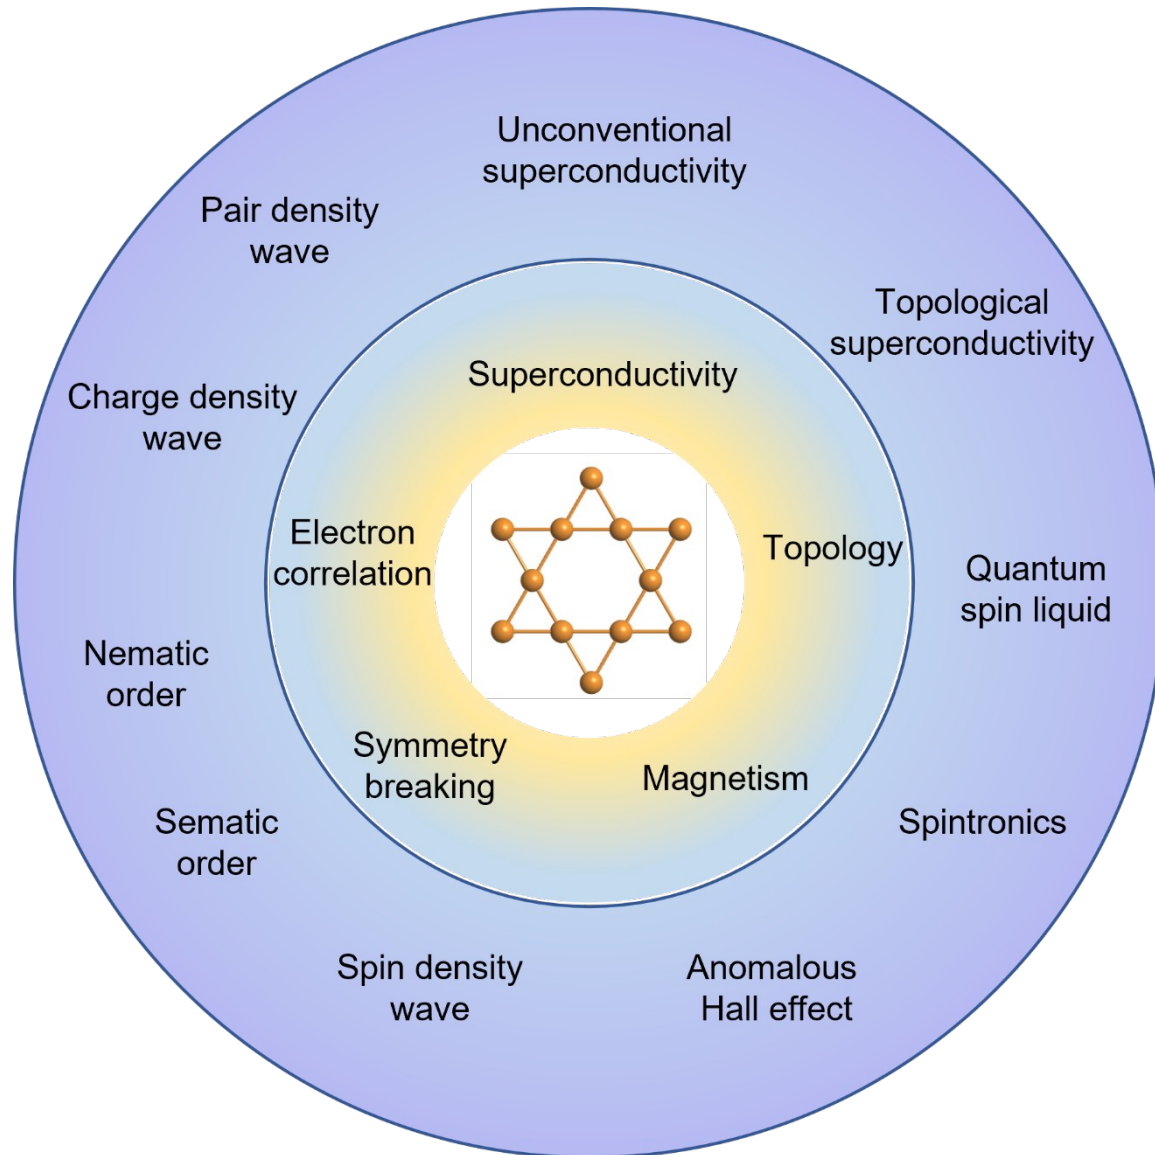 Unconventional
superconductivity
Pair density
wave
Topological
superconductivity
Superconductivity
Charge density
wave
Electron
correlation
Topology
Quantum
spin liquid
Nematic
order
Symmetry
breaking
Magnetism
Sematic
order
Spintronics
Spin density
wave
Anomalous
Hall effect